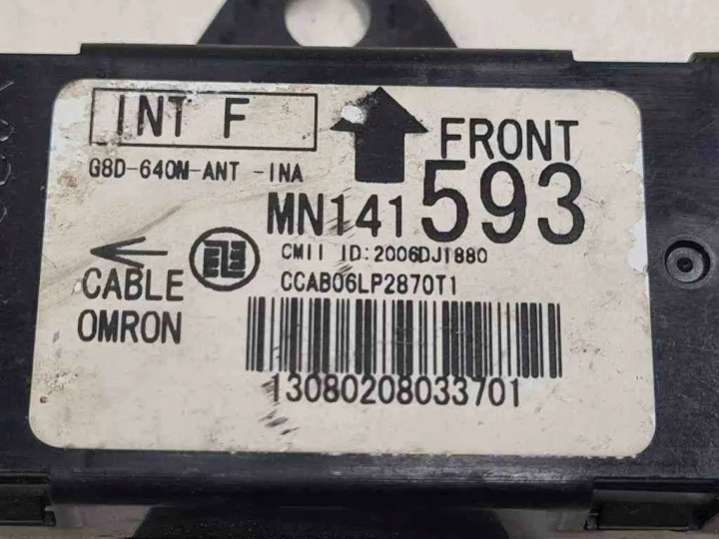 INT F
FRONT
G8D-640M-ANT -INA
MN141593
CMII ID:2006DJ1880
CCAB06LP2870T1
CABLE
OMRON
13080208033701